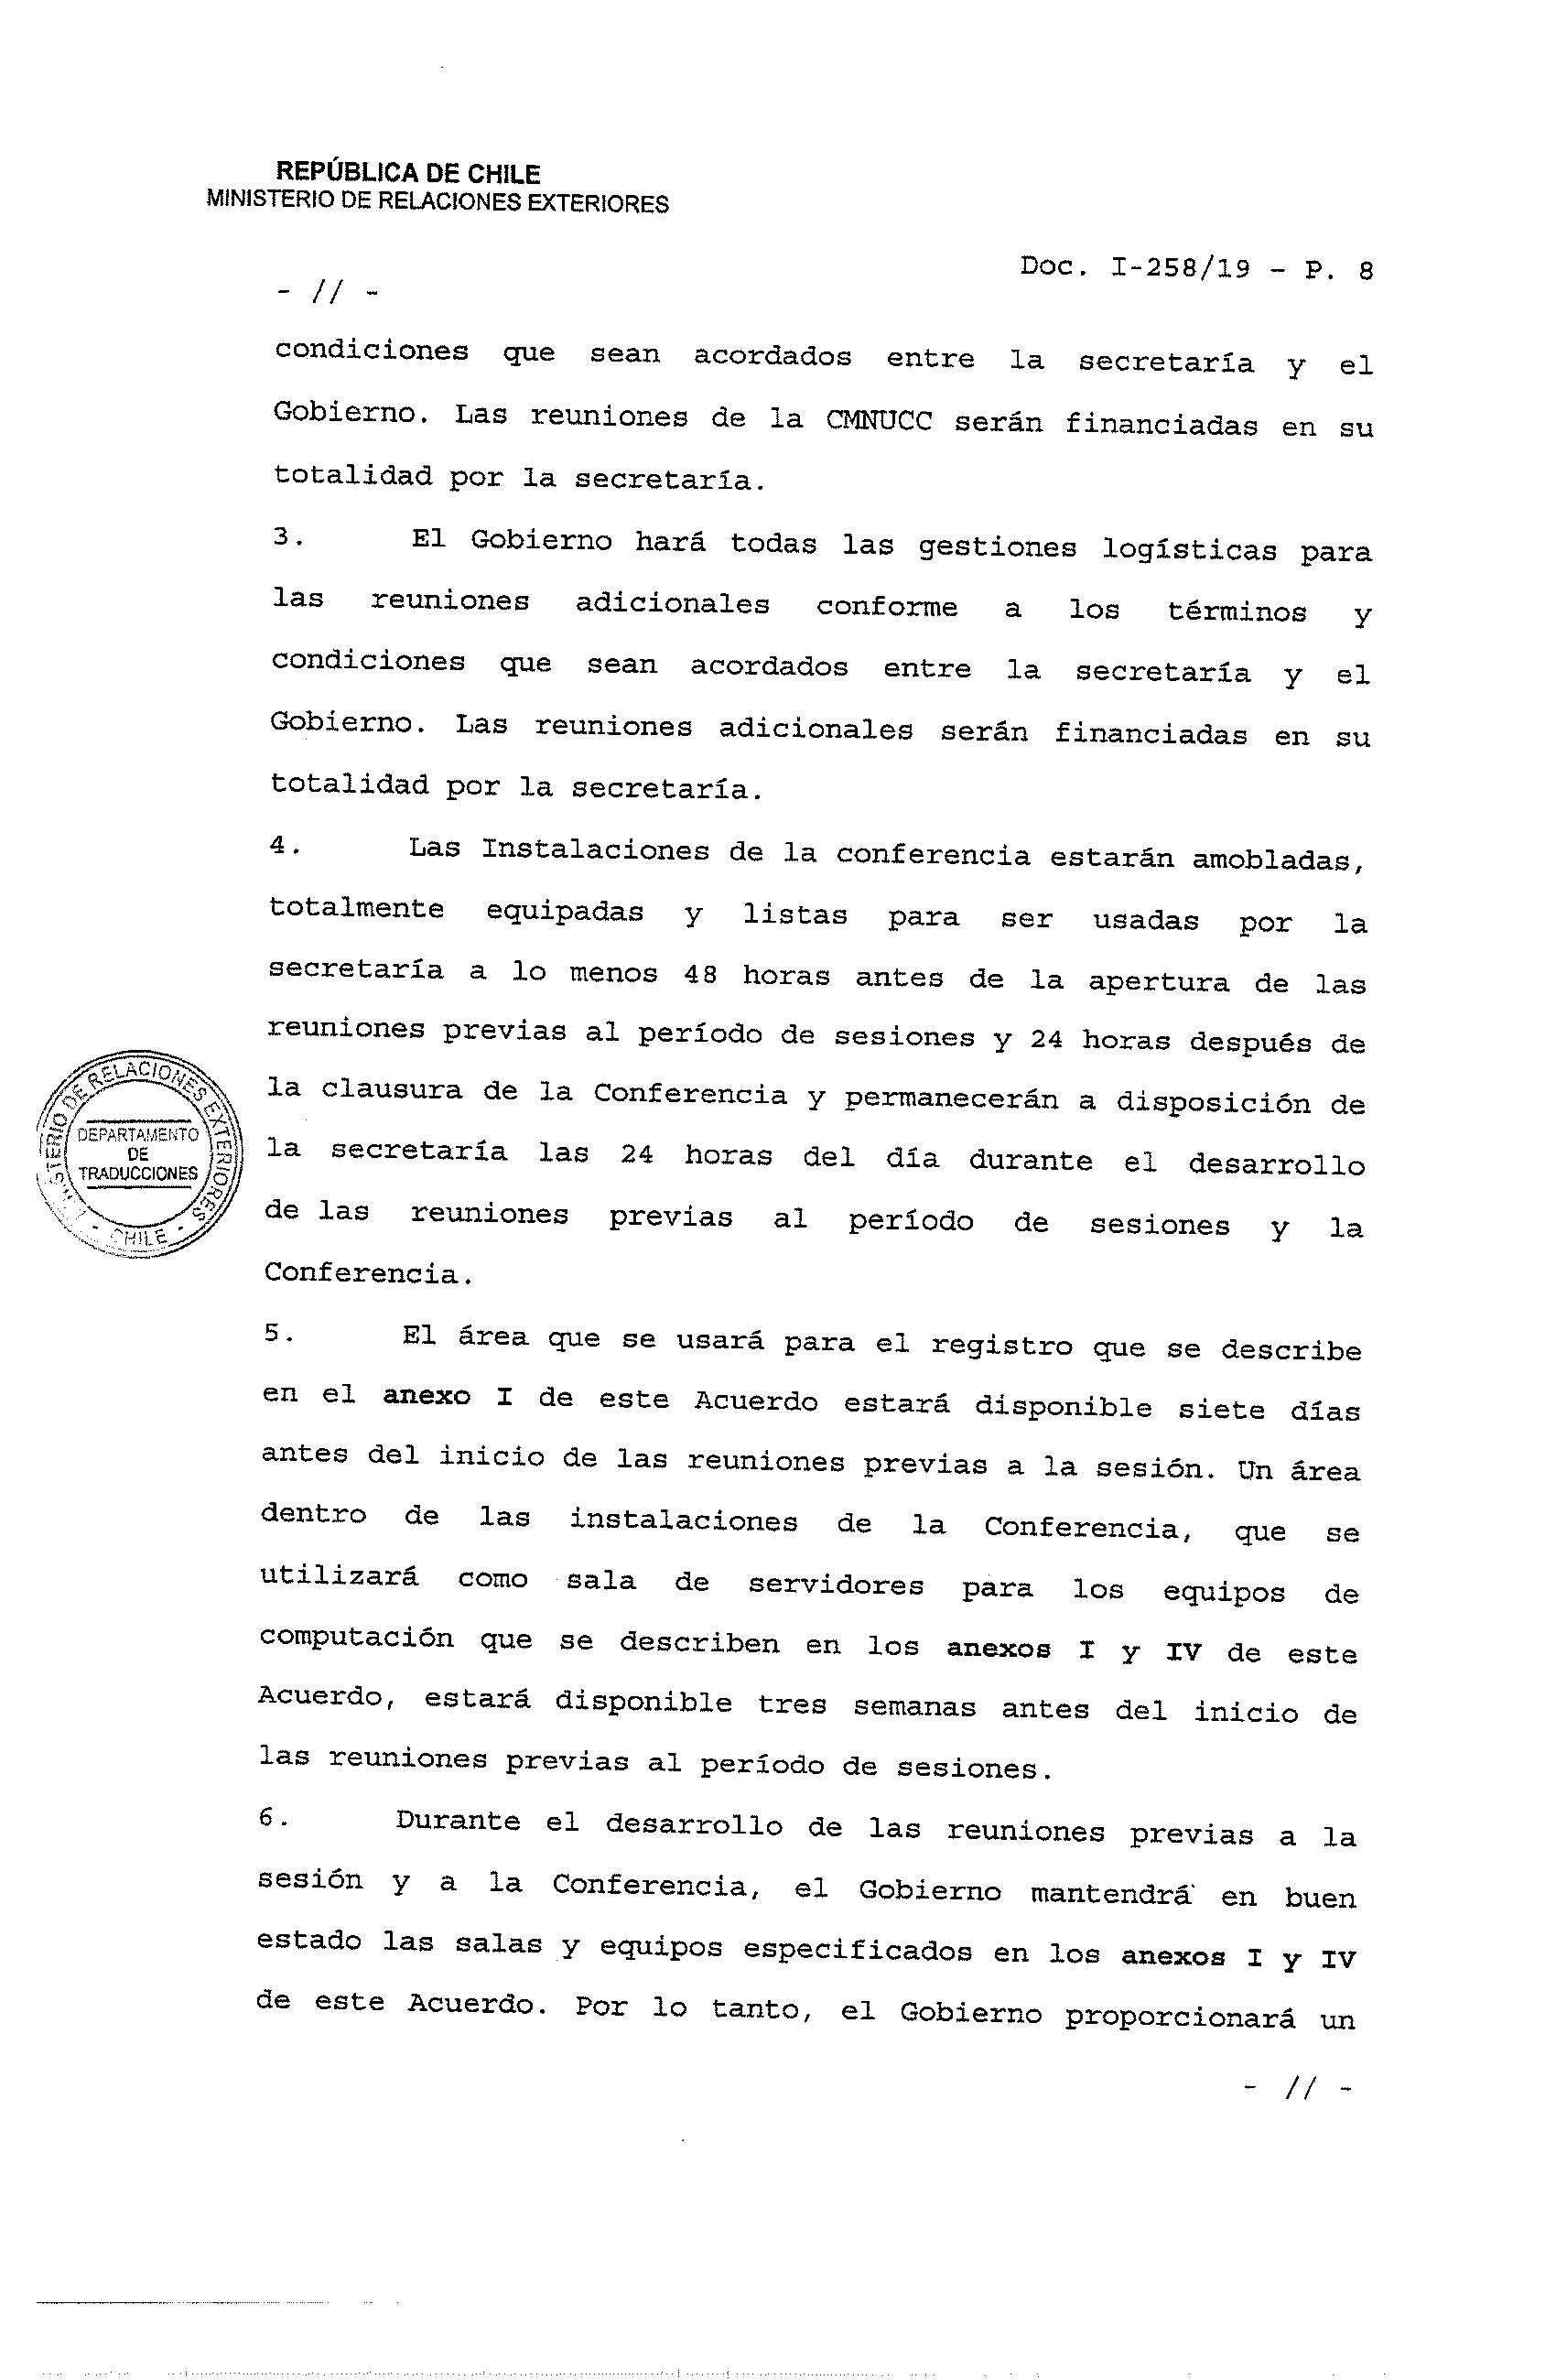 REPÚBLICA DE CHILE
MINISTERIO DE RELACIONES EXTERIORES
Doc. I-258/19 - P. 8
- // -
condiciones que sean acordados entre la secretaría y el
Gobierno. Las reuniones de la CMNUCC serán financiadas en su
totalidad por la secretaría.
3. El Gobierno hará todas las gestiones logísticas para
las reuniones adicionales conforme a los términos y
condiciones que sean acordados entre la secretaría y el
Gobierno. Las reuniones adicionales serán financiadas en su
totalidad por la secretaría.
4. Las Instalaciones de la conferencia estarán amobladas,
totalmente equipadas y listas para ser usadas por la
secretaría a lo menos 48 horas antes de la apertura de las
reuniones previas al período de sesiones y 24 horas después de
la clausura de la Conferencia y permanecerán a disposición de
la secretaría las 24 horas del día durante el desarrollo
de las reuniones previas al período de sesiones y la
Conferencia.
5. El área que se usará para el registro que se describe
en el anexo I de este Acuerdo estará disponible siete días
antes del inicio de las reuniones previas a la sesión. Un área
dentro de las instalaciones de la Conferencia, que se
utilizará como sala de servidores para los equipos de
computación que se describen en los anexos I y IV de este
Acuerdo, estará disponible tres semanas antes del inicio de
las reuniones previas al período de sesiones.
6. Durante el desarrollo de las reuniones previas a la
sesión y a la Conferencia, el Gobierno mantendrá en buen
estado las salas y equipos especificados en los anexos I y IV
de este Acuerdo. Por lo tanto, el Gobierno proporcionará un
- // -
DE RELACIONES EXTERIORES
DEPARTAMENTO
DE
TRADUCCIONES
- CHILE -